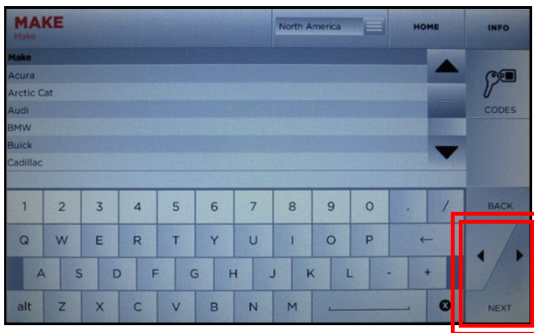 MAKE
Make
North America
HOME
INFO
Make
Acura
Arctic Cat
Audi
BMW
Buick
Cadillac
CODES
1 2 3 4 5 6 7 8 9 0 . /
BACK
Q W E R T Y U I O P ←
A S D F G H J K L - +
alt Z X C V B N M
NEXT